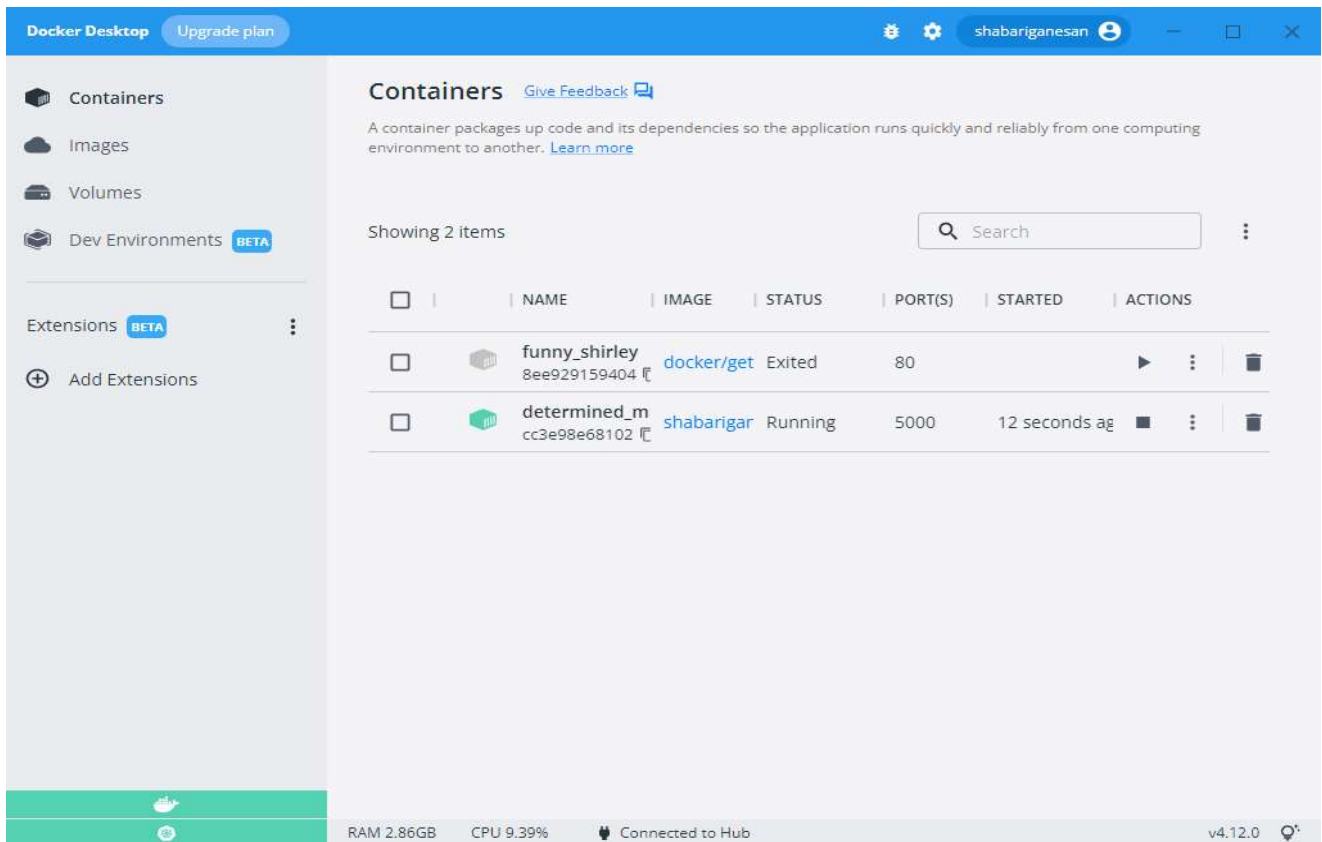 Docker Desktop Upgrade plan shabariganesan
Containers
Images
Volumes
Dev Environments BETA
Extensions BETA
Add Extensions
Containers Give Feedback
A container packages up code and its dependencies so the application runs quickly and reliably from one computing
environment to another. Learn more
Showing 2 items Search
NAME IMAGE STATUS PORT(S) STARTED ACTIONS
funny_shirley
8ee929159404 docker/get Exited 80
determined_m
cc3e98e68102 shabarigar Running 5000 12 seconds ag
RAM 2.86GB CPU 9.39% Connected to Hub v4.12.0